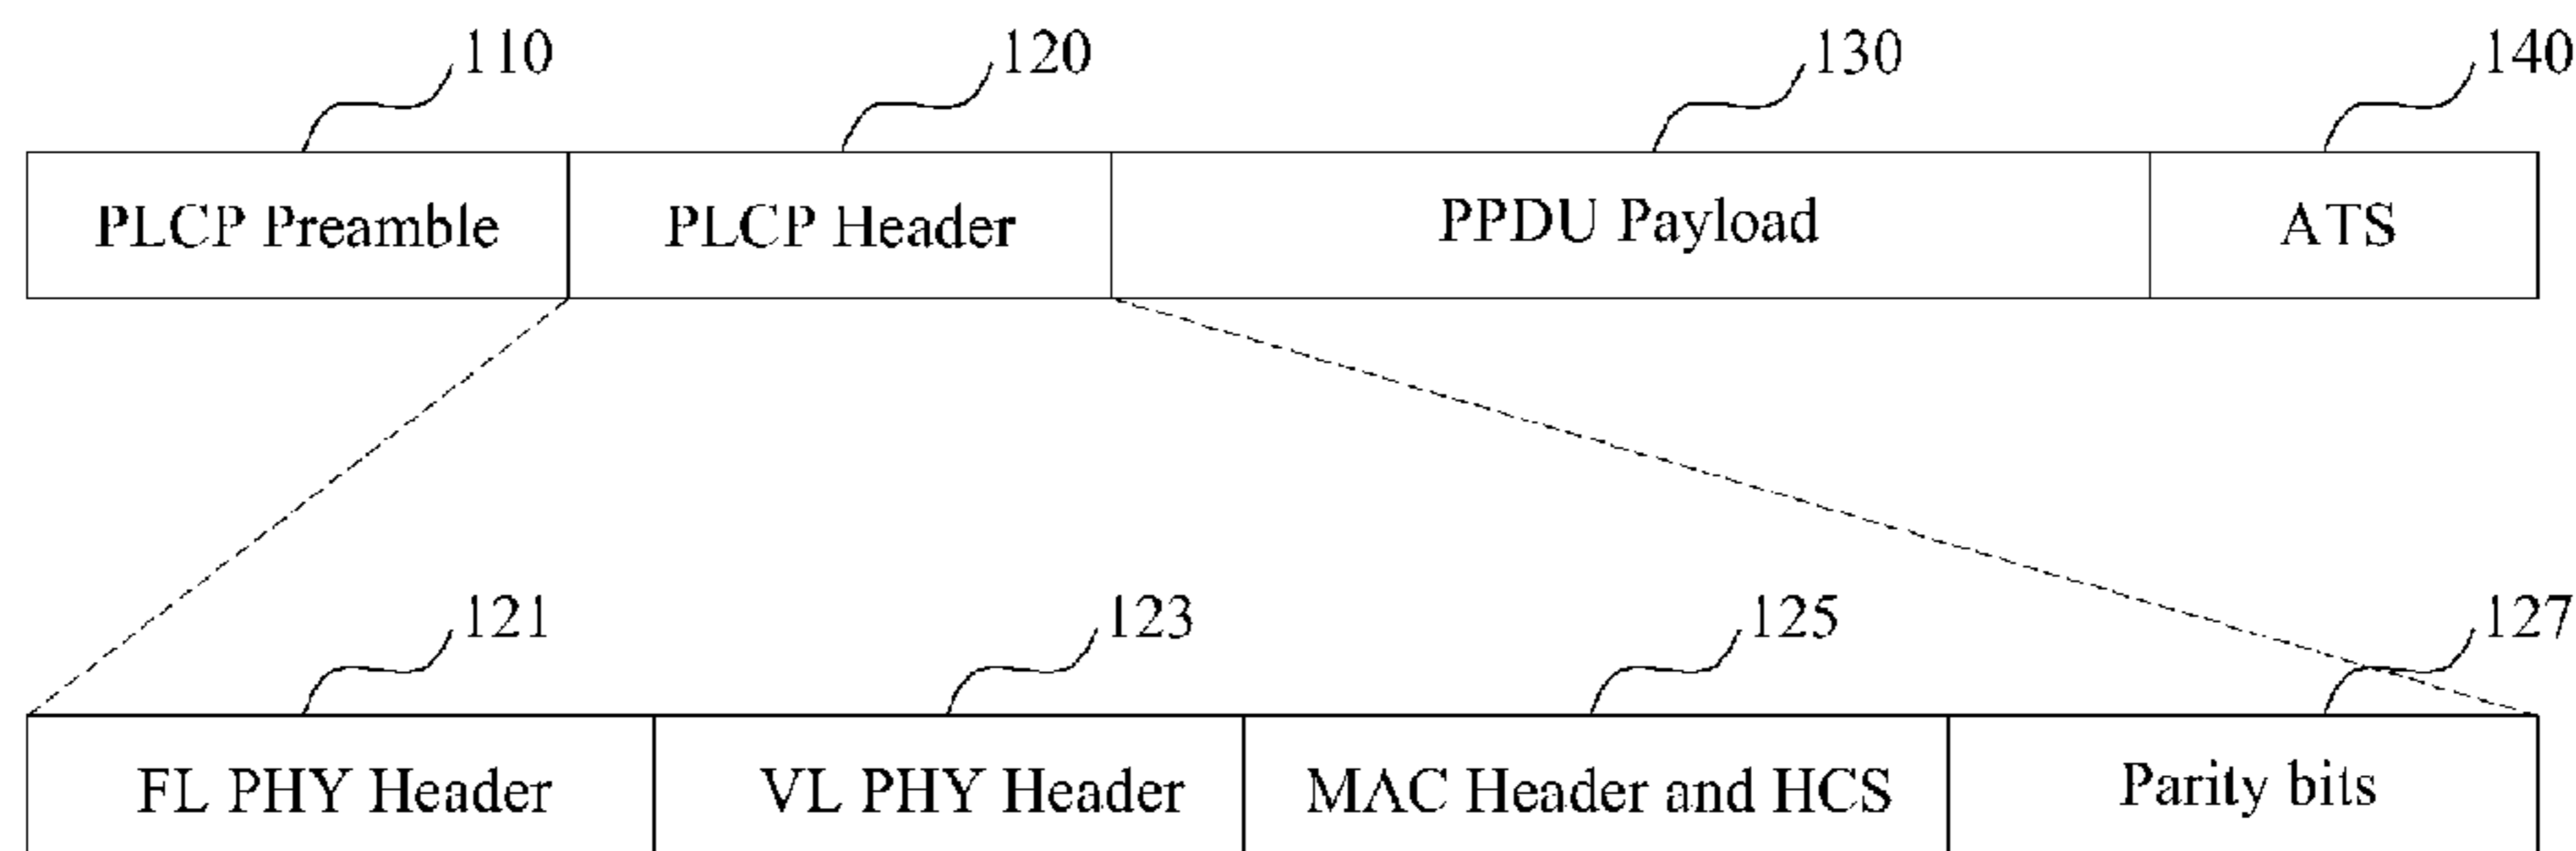 110 120 130 140
PLCP Preamble PLCP Header PPDU Payload ATS
121 123 125 127
FL PHY Header VL PHY Header MAC Header and HCS Parity bits